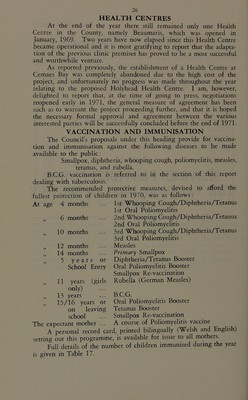 26
HEALTH CENTRES
At the end of the year there still remained only one Health
Centre in the County, namely Beaumaris, which was opened in
January, 1969. Two years have now elapsed since this Health Centre
became operational and it is most gratifying to report that the adapta-
tion of the previous clinic premises has proved to be a most successful
and worthwhile venture.
As reported previously, the establishment of a Health Centre at
Cemaes Bay was completely abandoned due to the high cost of the
project, and unfortunately no progress was made throughout the year
relating to the proposed Holyhead Health Centre. I am, however,
delighted to report that, at the time of going to press, negotiations
reopened early in 1971, the general measure of agreement has been
such as to warrant the project proceeding further, and that it is hoped
the necessary formal approval and agreement between the various
interested parties will be successfully concluded before the end of 1971.
VACCINATION AND IMMUNISATION
The Council's proposals under this heading provide for vaccina-
tion and immunisation against the following diseases to be made
available to the public:
Smallpox, diphtheria, whooping cough, poliomyelitis, measles,
tetanus, and rubella.
B.C.G. vaccination is referred to in the section of this report
dealing with tuberculosis.
The recommended protective measures, devised to afford the
fullest protection of children in 1970, was as follows:
At age 4 months ... 1st Whooping Cough/Diphtheria/Tetanus
1st Oral Poliomyelitis
„ 6 months ... 2nd Whooping Cough/Diphtheria/Tetanus
2nd Oral Poliomyelitis
„ 10 months ... 3rd Whooping Cough/Diphtheria/Tetanus
3rd Oral Poliomyelitis
„ 12 months ... Measles
„ 14 months ... Primary Smallpox
„ 5 years or Diphtheria/Tetanus Booster
School Entry Oral Poliomyelitis Booster
Smallpox Re-vaccination
„ 11 years (girls Rubella (German Measles)
only) ...
„ 13 years ... B.C.G.
„ 15/16 years or Oral Poliomyelitis Booster
on leaving Tetanus Booster
school ... Smallpox Re-vaccination
The expectant mother ... A course of Poliomyelitis vaccine
A personal record card, printed bilingually (Welsh and English)
setting out this programme, is available for issue to all mothers.
Full details of the number of children immunised during the year
is given in Table 17.